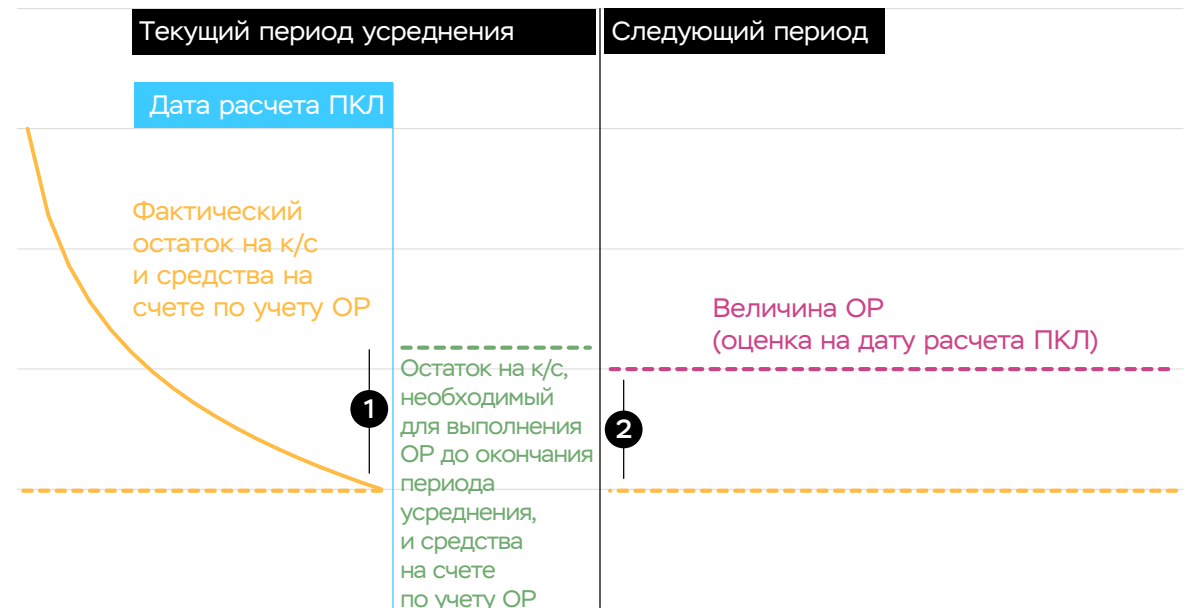 Текущий период усреднения
Следующий период
Дата расчета ПКЛ
Фактический
остаток на к/с
и средства на
счете по учету ОР
Величина ОР
(оценка на дату расчета ПКЛ)
1
Остаток на к/с,
необходимый
для выполнения
ОР до окончания
периода
усреднения,
и средства
на счете
по учету ОР
2